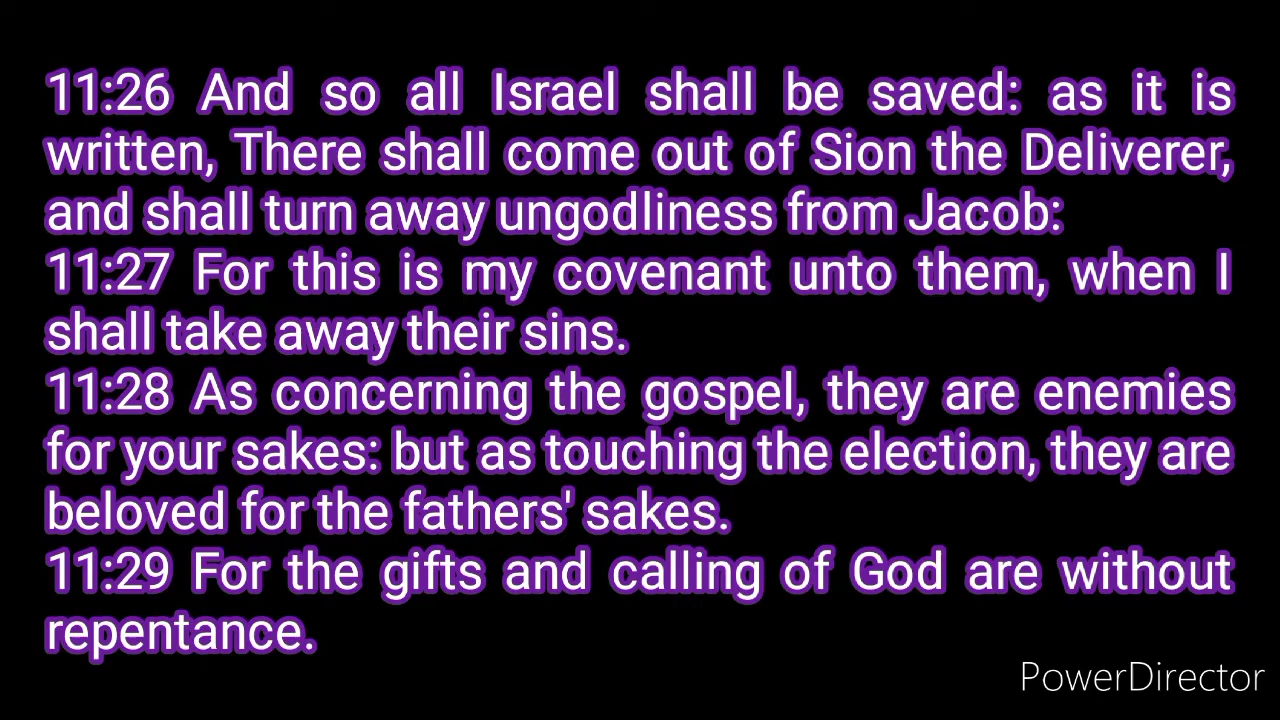 11:26 And so all Israel shall be saved: as it is
written, There shall come out of Sion the Deliverer,
and shall turn away ungodliness from Jacob:
11:27 For this is my covenant unto them, when I
shall take away their sins.
11:28 As concerning the gospel, they are enemies
for your sakes: but as touching the election, they are
beloved for the fathers' sakes.
11:29 For the gifts and calling of God are without
repentance.
PowerDirector